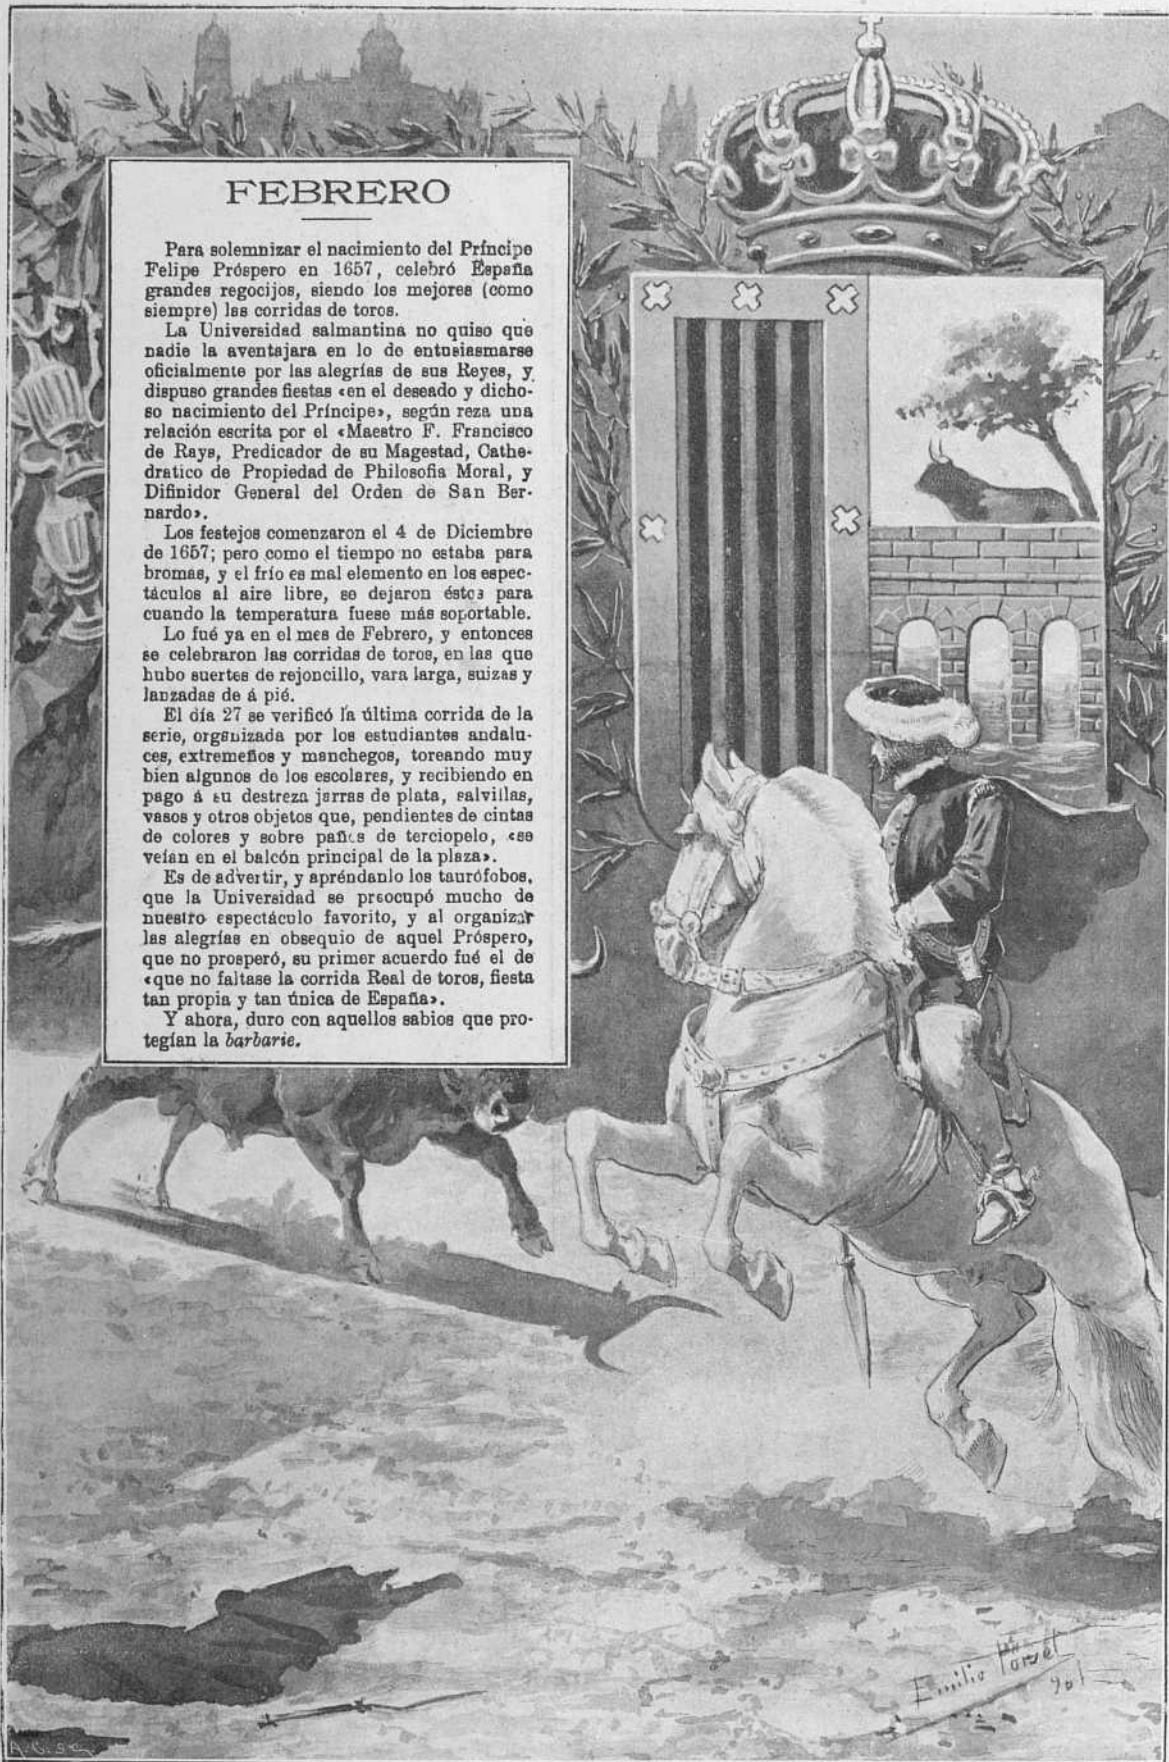 FEBRERO
Para solemnizar el nacimiento del Príncipe
Felipe Próspero en 1657, celebró España
grandes regocijos, siendo los mejores (como
siempre) las corridas de toros.
La Universidad salmantina no quiso que
nadie la aventajara en lo de entusiasmarse
oficialmente por las alegrías de sus Reyes, y
dispuso grandes fiestas «en el deseado y dicho-
so nacimiento del Príncipe», según reza una
relación escrita por el «Maestro F. Francisco
de Rays, Predicador de su Magestad, Cathe-
dratico de Propiedad de Philosofia Moral, y
Difinidor General del Orden de San Ber-
nardo».
Los festejos comenzaron el 4 de Diciembre
de 1657; pero como el tiempo no estaba para
bromas, y el frío es mal elemento en los espec-
táculos al aire libre, se dejaron éstos para
cuando la temperatura fuese más soportable.
Lo fué ya en el mes de Febrero, y entonces
se celebraron las corridas de toros, en las que
hubo suertes de rejoncillo, vara larga, suizas y
lanzadas de á pié.
El día 27 se verificó la última corrida de la
serie, organizada por los estudiantes andalu-
ces, extremeños y manchegos, toreando muy
bien algunos de los escolares, y recibiendo en
pago á su destreza jarras de plata, salvillas,
vasos y otros objetos que, pendientes de cintas
de colores y sobre paños de terciopelo, «se
veían en el balcón principal de la plaza».
Es de advertir, y apréndanlo los taurófobos,
que la Universidad se preocupó mucho de
nuestro espectáculo favorito, y al organizar
las alegrías en obsequio de aquel Próspero,
que no prosperó, su primer acuerdo fué el de
«que no faltase la corrida Real de toros, fiesta
tan propia y tan única de España».
Y ahora, duro con aquellos sabios que pro-
tegían la barbarie.
Emilio Porset
901